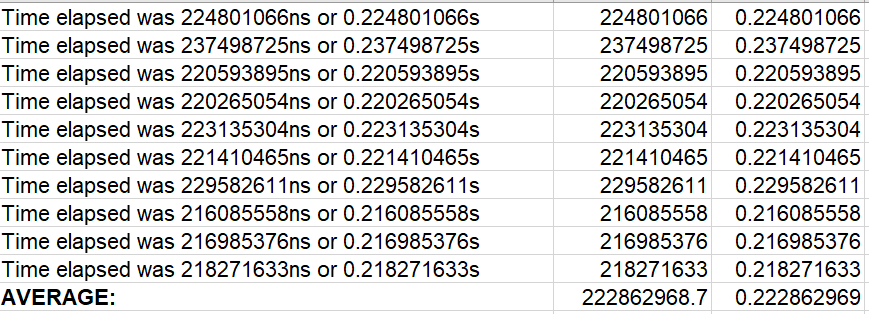 Time elapsed was 224801066ns or 0.224801066s 224801066 0.224801066
Time elapsed was 237498725ns or 0.237498725s 237498725 0.237498725
Time elapsed was 220593895ns or 0.220593895s 220593895 0.220593895
Time elapsed was 220265054ns or 0.220265054s 220265054 0.220265054
Time elapsed was 223135304ns or 0.223135304s 223135304 0.223135304
Time elapsed was 221410465ns or 0.221410465s 221410465 0.221410465
Time elapsed was 229582611ns or 0.229582611s 229582611 0.229582611
Time elapsed was 216085558ns or 0.216085558s 216085558 0.216085558
Time elapsed was 216985376ns or 0.216985376s 216985376 0.216985376
Time elapsed was 218271633ns or 0.218271633s 218271633 0.218271633
AVERAGE: 222862968.7 0.222862969